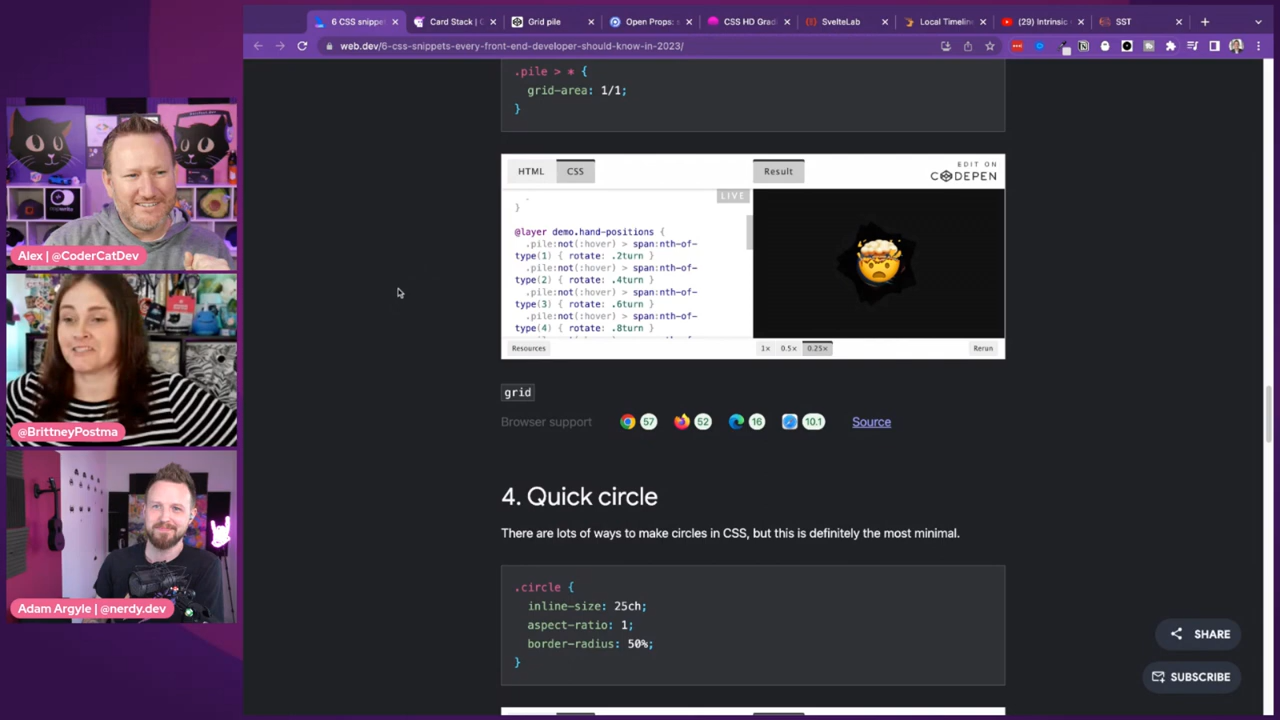 6 CSS snippe
Card Stack | C
Grid pile
Open Props: s
CSS HD Grad
SvelteLab
Local Timelin
(29) Intrinsic
SST
web.dev/6-css-snippets-every-front-end-developer-should-know-in-2023/
.pile > * {
grid-area: 1/1;
}
HTML
CSS
Result
EDIT ON
CODEPEN
LIVE
}
@layer demo.hand-positions {
.pile:not(:hover) > span:nth-of-
type(1) { rotate: .2turn }
.pile:not(:hover) > span:nth-of-
type(2) { rotate: .4turn }
.pile:not(:hover) > span:nth-of-
type(3) { rotate: .6turn }
.pile:not(:hover) > span:nth-of-
type(4) { rotate: .8turn }
Resources
1×
0.5×
0.25×
Rerun
grid
Browser support
57
52
16
10.1
Source
4. Quick circle
There are lots of ways to make circles in CSS, but this is definitely the most minimal.
.circle {
inline-size: 25ch;
aspect-ratio: 1;
border-radius: 50%;
}
SHARE
SUBSCRIBE
Alex | @CoderCatDev
@BrittneyPostma
Adam Argyle | @nerdy.dev